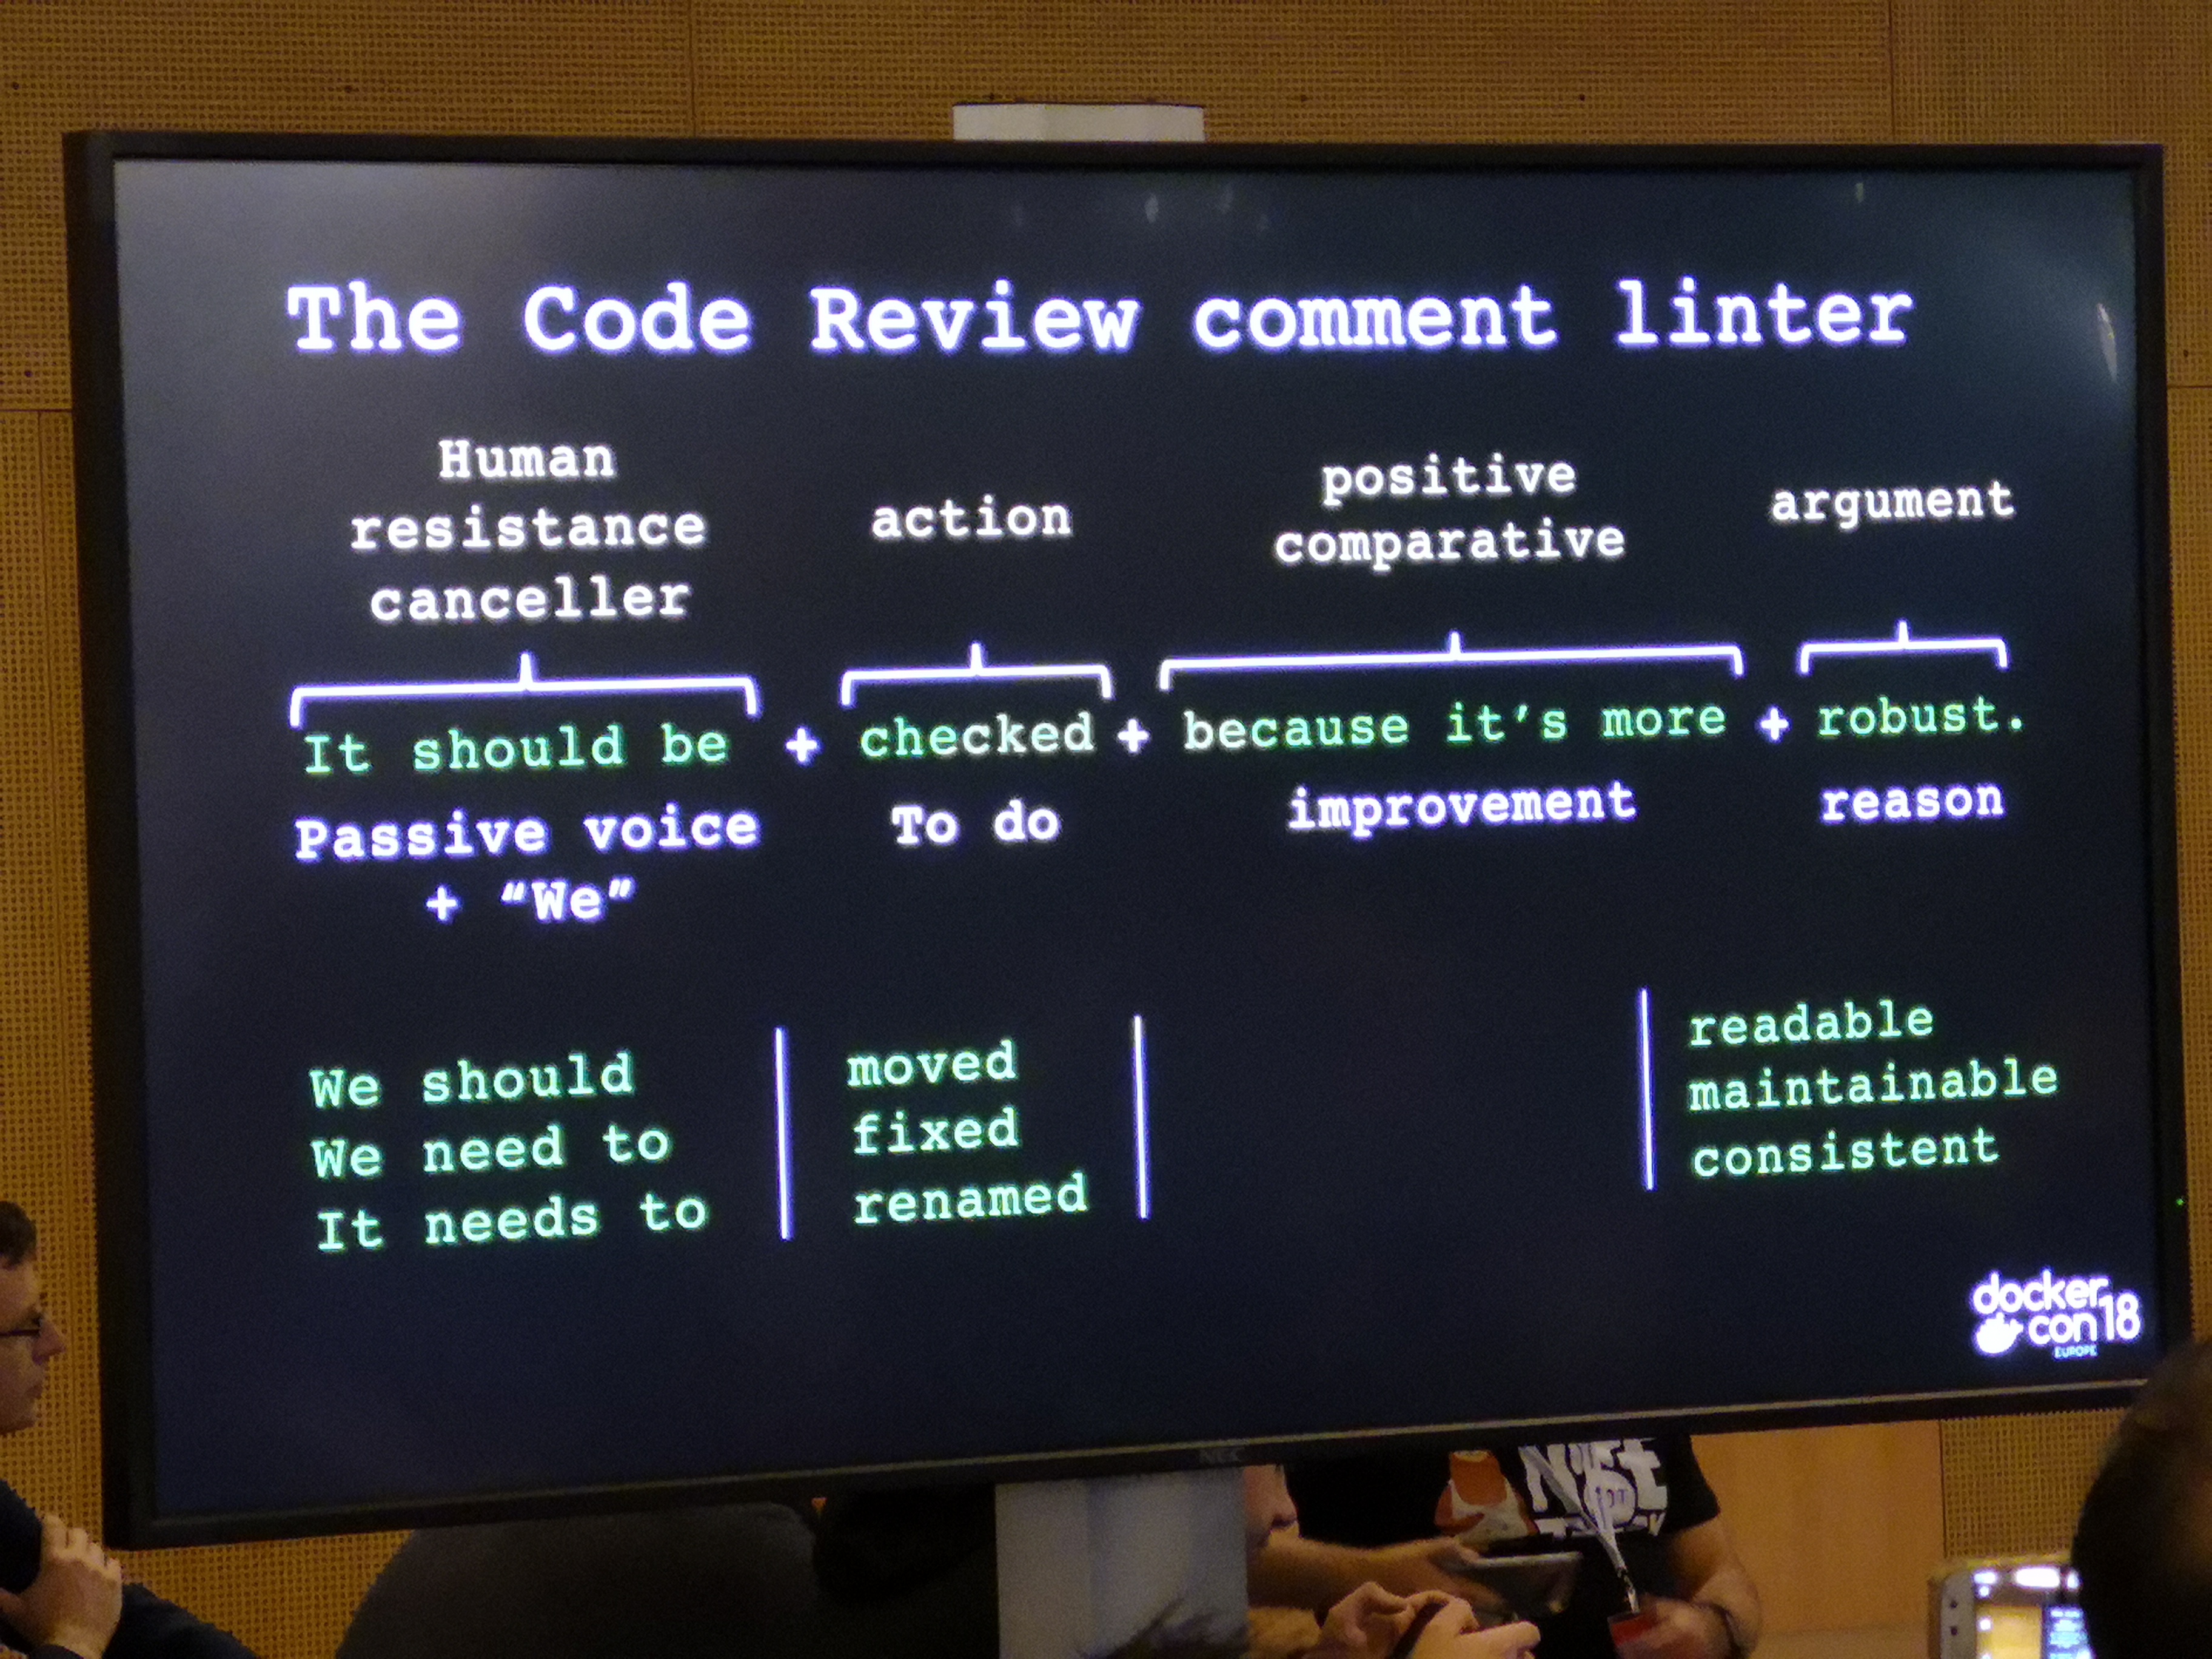 The Code Review comment linter
Human
resistance
canceller
action
positive
comparative
argument
It should be + checked + because it's more + robust.
Passive voice
+ “We”
To do
improvement
reason
We should
We need to
It needs to
moved
fixed
renamed
readable
maintainable
consistent
docker
con18
EUROPE
NEC